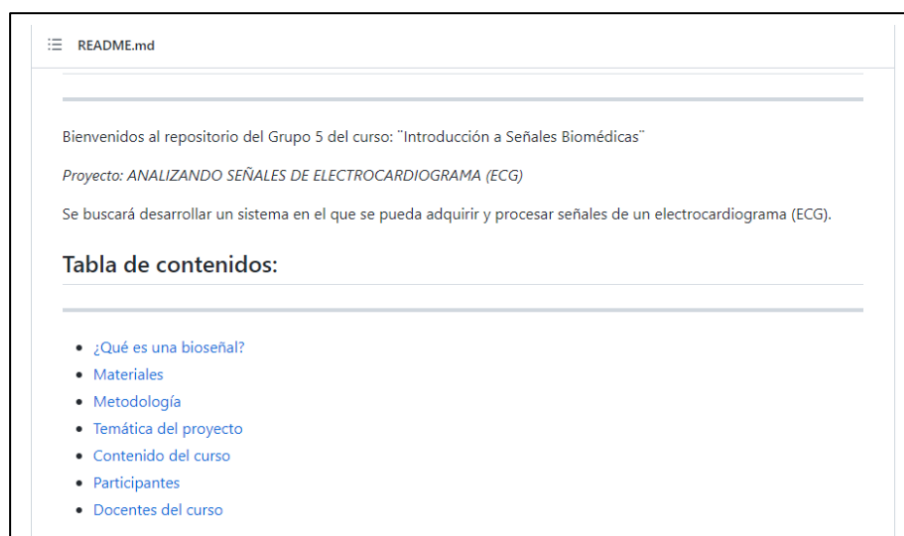 README.md
Bienvenidos al repositorio del Grupo 5 del curso: ¨Introducción a Señales Biomédicas¨
Proyecto: ANALIZANDO SEÑALES DE ELECTROCARDIOGRAMA (ECG)
Se buscará desarrollar un sistema en el que se pueda adquirir y procesar señales de un electrocardiograma (ECG).
Tabla de contenidos:
¿Qué es una bioseñal?
Materiales
Metodología
Temática del proyecto
Contenido del curso
Participantes
Docentes del curso